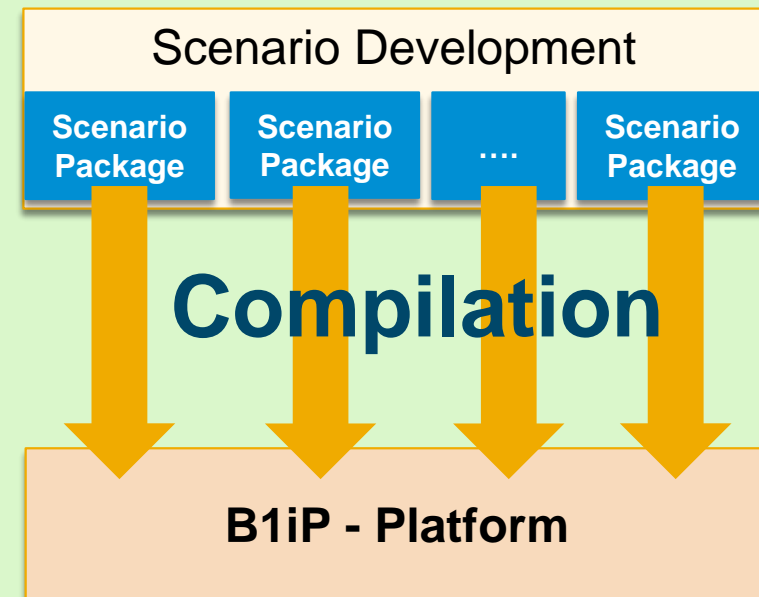 Scenario Development
Scenario
Package
Scenario
Package
....
Scenario
Package
Compilation
B1iP - Platform